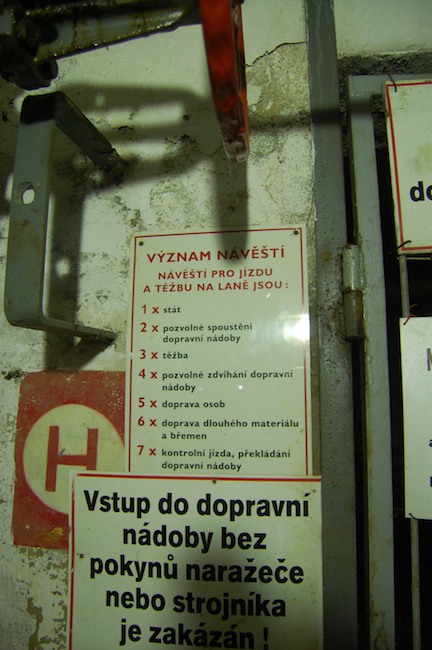 VÝZNAM NÁVĚŠTÍ
NÁVĚŠTÍ PRO JÍZDU
A TĚŽBU NA LANĚ JSOU :
1 x stát
2 x pozvolné spoustění
dopravní nádoby
3 x těžba
4 x pozvolné zdvíhání dopravní
nádoby
5 x doprava osob
6 x doprava dlouhého materiálu
a břemen
7 x kontrolní jízda, překládání
dopravní nádoby
H
Vstup do dopravní
nádoby bez
pokynů naražeče
nebo strojníka
je zakázán !
do